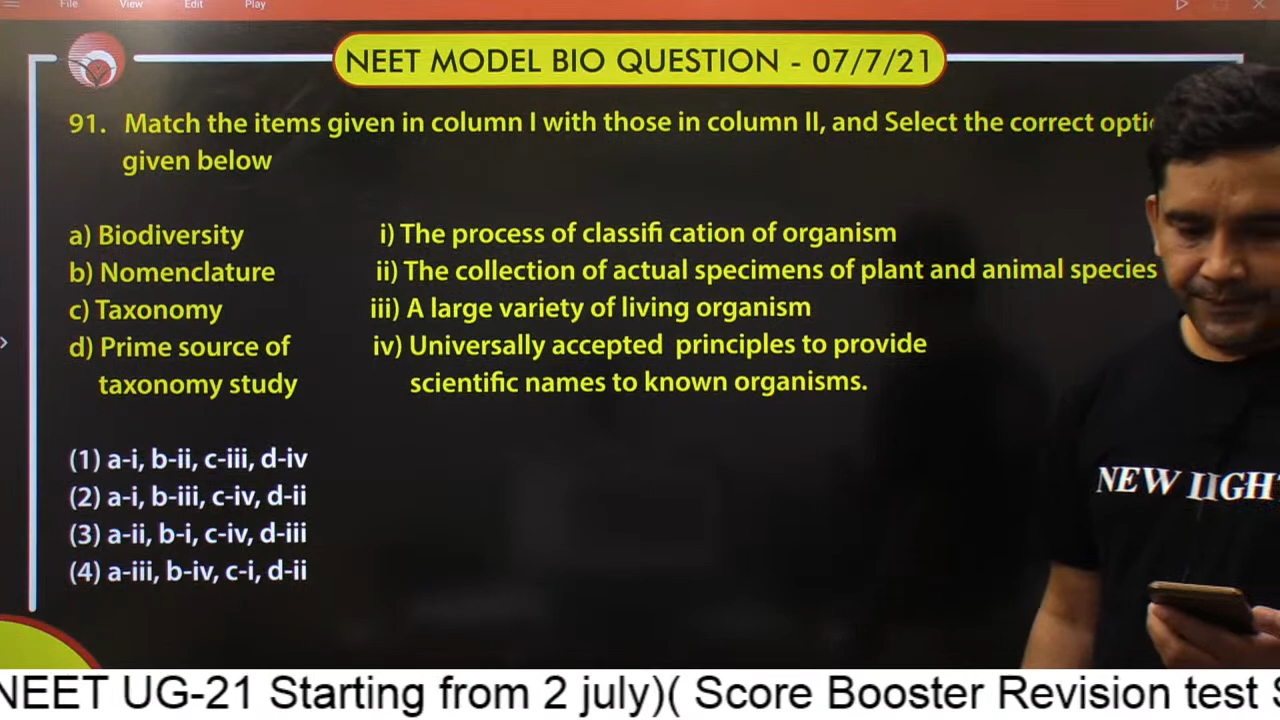 File View Edit Play
NEET MODEL BIO QUESTION - 07/7/21
91. Match the items given in column I with those in column II, and Select the correct
given below
a) Biodiversity i) The process of classifi cation of organism
b) Nomenclature ii) The collection of actual specimens of plant and animal species
c) Taxonomy iii) A large variety of living organism
d) Prime source of iv) Universally accepted principles to provide
taxonomy study scientific names to known organisms.
(1) a-i, b-ii, c-iii, d-iv
(2) a-i, b-iii, c-iv, d-ii
(3) a-ii, b-i, c-iv, d-iii
(4) a-iii, b-iv, c-i, d-ii
NEW
NEET UG-21 Starting from 2 july)( Score Booster Revision test